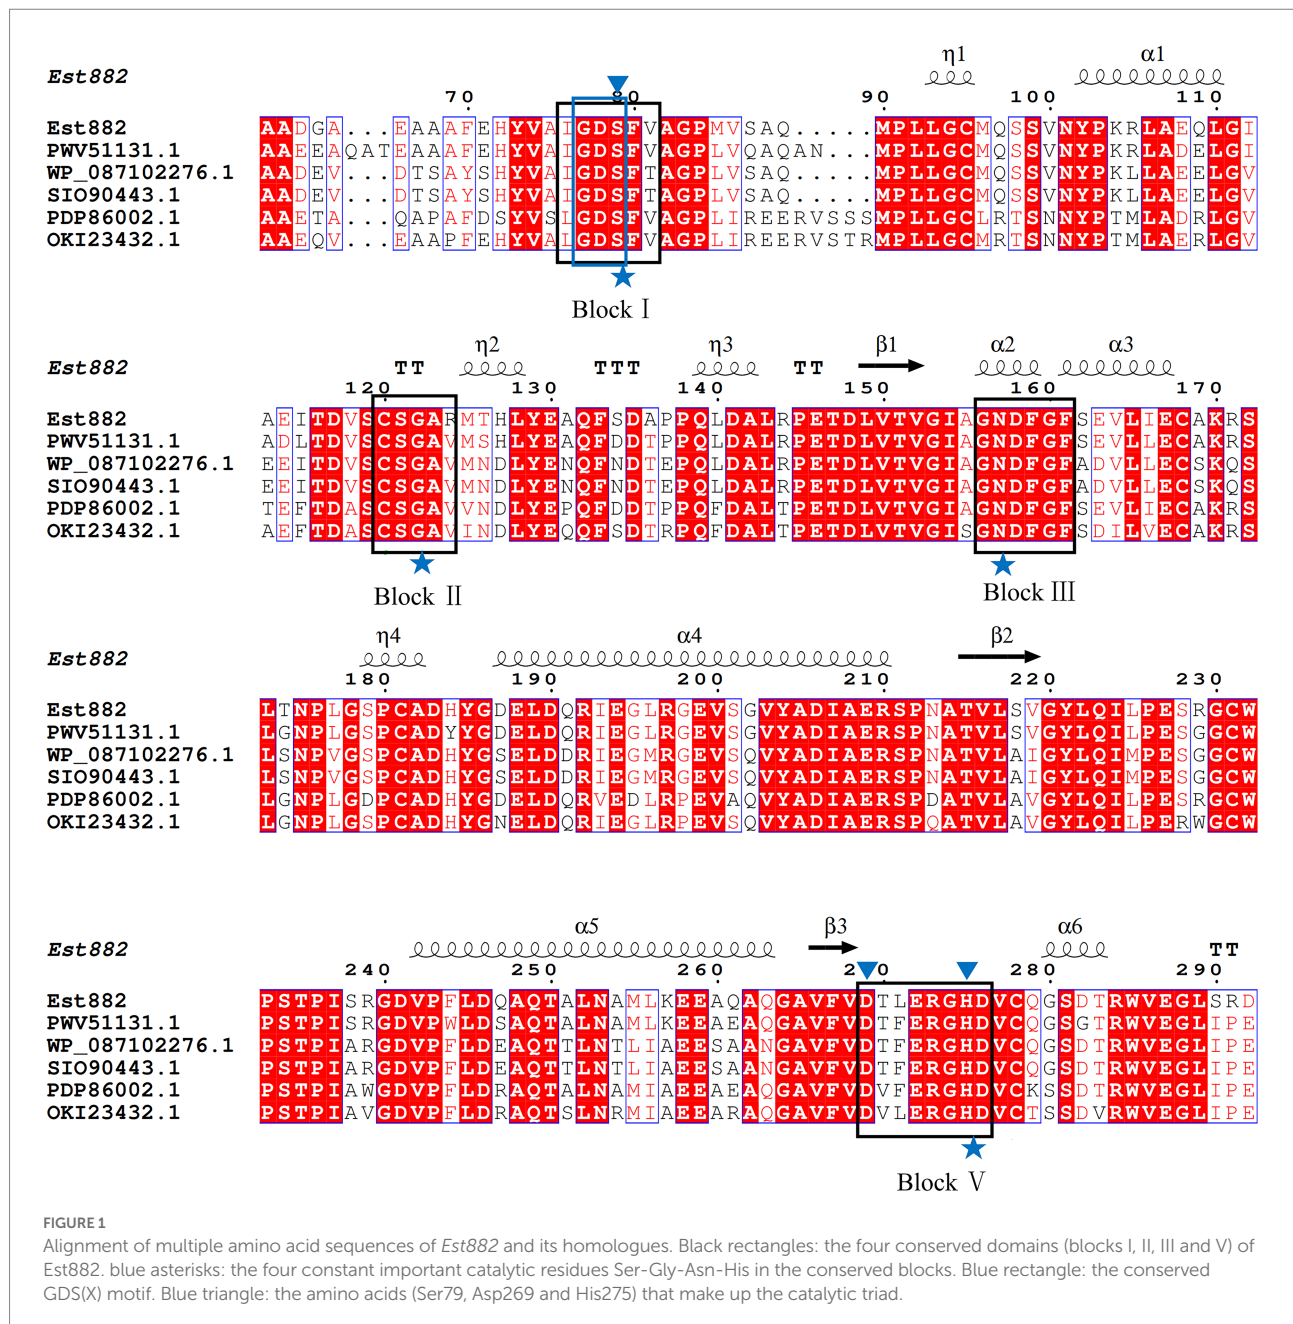 η1 α1
Est882
70 80 90 100 110
Est882 AADGA...EAAAFEHYVAIGDSFVAGPMVSAQ.....MPLLGCMQSSVNYPKRLAEQLGI
PWV51131.1 AAEEAQATEAAAFEHYVAIGDSFVAGPLVQAQAN...MPLLGCMQSSVNYPKRLADELGI
WP_087102276.1 AADEV...DTSAYSHYVAIGDSFTAGPLVSAQ.....MPLLGCMQSSVNYPKLLAEELGV
SIO90443.1 AADEV...DTSAYSHYVAIGDSFTAGPLVSAQ.....MPLLGCMQSSVNYPKLLAEELGV
PDP86002.1 AAETA...QAPAFDSYVSLGDSFVAGPLIREERVSSSMPLLGCLRTSNNYPTMLADRLGV
OKI23432.1 AAEQV...EAAPFEHYVALGDSFVAGPLIREERVSTRMPLLGCMRTSNNYPTMLAERLGV
Block Ⅰ
TT η2 TTT η3 TT β1 α2 α3
Est882
120 130 140 150 160 170
Est882 AEITDVSCSGARMTHLYEAQFSDAPPQLDALRPETDLVTVGIAGNDFGFSEVLIECAKRS
PWV51131.1 ADLTDVSCSGAVMSHLYEAQFDDTPPQLDALRPETDLVTVGIAGNDFGFSEVLLECAKRS
WP_087102276.1 EEITDVSCSGAVMNDLYENQFNDTEPQLDALRPETDLVTVGIAGNDFGFADVLLECSKQS
SIO90443.1 EEITDVSCSGAVMNDLYENQFNDTEPQLDALRPETDLVTVGIAGNDFGFADVLLECSKQS
PDP86002.1 TEFTDASCSGAVVNDLYEPQFDDTPPQFDALTPETDLVTVGIAGNDFGFSEVLIECAKRS
OKI23432.1 AEFTDASCSGAVINDLYEQQFSDTRPQFDALTPETDLVTVGISGNDFGFSDILVECAKRS
Block Ⅱ Block Ⅲ
η4 α4 β2
Est882
180 190 200 210 220 230
Est882 LTNPLGSPCADHYGDELDQRIEGLRGEVSGVYADIAERSPNATVLSVGYLQILPESRGCW
PWV51131.1 LGNPLGSPCADYYGDELDQRIEGLRGEVSGVYADIAERSPNATVLSVGYLQILPESGGCW
WP_087102276.1 LSNPVGSPCADHYGSELDDRIEGMRGEVSQVYADIAERSPNATVLAIGYLQIMPESGGCW
SIO90443.1 LSNPVGSPCADHYGSELDDRIEGMRGEVSQVYADIAERSPNATVLAIGYLQIMPESGGCW
PDP86002.1 LGNPLGDPCADHYGDELDQRVEDLRPEVAQVYADIAERSPDATVLAVGYLQILPESRGCW
OKI23432.1 LGNPLGSPCADHYGNELDQRIEGLRPEVSQVYADIAERSPQATVLAVGYLQILPERWGCW
α5 β3 α6 TT
Est882
240 250 260 270 280 290
Est882 PSTPISRGDVPFLDQAQTALNAMLKEEAQAQGAVFVDTLERGHDVCQGSDTRWVEGLSRD
PWV51131.1 PSTPISRGDVPWLDSAQTALNAMLKEEAEAQGAVFVDTFERGHDVCQGSGTRWVEGLIPE
WP_087102276.1 PSTPIARGDVPFLDEAQTTLNTLIAEESAANGAVFVDTFERGHDVCQGSDTRWVEGLIPE
SIO90443.1 PSTPIARGDVPFLDEAQTTLNTLIAEESAANGAVFVDTFERGHDVCQGSDTRWVEGLIPE
PDP86002.1 PSTPIAWGDVPFLDRAQTALNAMIAEEAEAQGAVFVDVFERGHDVCKSSDTRWVEGLIPE
OKI23432.1 PSTPIAVGDVPFLDRAQTSLNRMIAEEARAQGAVFVDVLERGHDVCTSSDVRWVEGLIPE
Block Ⅴ
FIGURE 1
Alignment of multiple amino acid sequences of Est882 and its homologues. Black rectangles: the four conserved domains (blocks I, II, III and V) of
Est882. blue asterisks: the four constant important catalytic residues Ser-Gly-Asn-His in the conserved blocks. Blue rectangle: the conserved
GDS(X) motif. Blue triangle: the amino acids (Ser79, Asp269 and His275) that make up the catalytic triad.